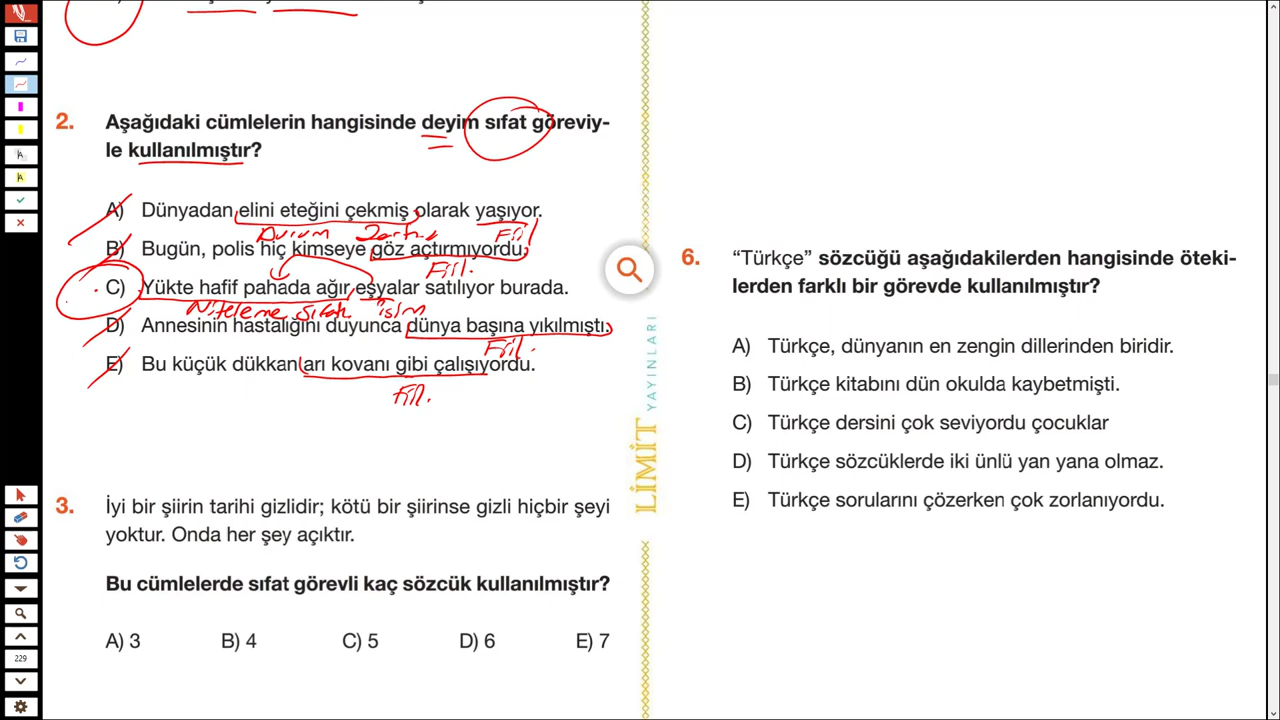 2. Aşağıdaki cümlelerin hangisinde deyim sıfat göreviy-
le kullanılmıştır?
A) Dünyadan elini eteğini çekmiş olarak yaşıyor.
Durum Zarfı Fiil
B) Bugün, polis hiç kimseye göz açtırmıyordu.
Fiil.
C) Yükte hafif pahada ağır eşyalar satılıyor burada.
Niteleme sıfatı isim
D) Annesinin hastalığını duyunca dünya başına yıkılmıştı.
Fiil.
E) Bu küçük dükkan arı kovanı gibi çalışıyordu.
Fiil.
3. İyi bir şiirin tarihi gizlidir; kötü bir şiirinse gizli hiçbir şeyi
yoktur. Onda her şey açıktır.
Bu cümlelerde sıfat görevli kaç sözcük kullanılmıştır?
A) 3 B) 4 C) 5 D) 6 E) 7
LİMİT YAYINLARI
6. “Türkçe” sözcüğü aşağıdakilerden hangisinde öteki-
lerden farklı bir görevde kullanılmıştır?
A) Türkçe, dünyanın en zengin dillerinden biridir.
B) Türkçe kitabını dün okulda kaybetmişti.
C) Türkçe dersini çok seviyordu çocuklar
D) Türkçe sözcüklerde iki ünlü yan yana olmaz.
E) Türkçe sorularını çözerken çok zorlanıyordu.
A
A
229